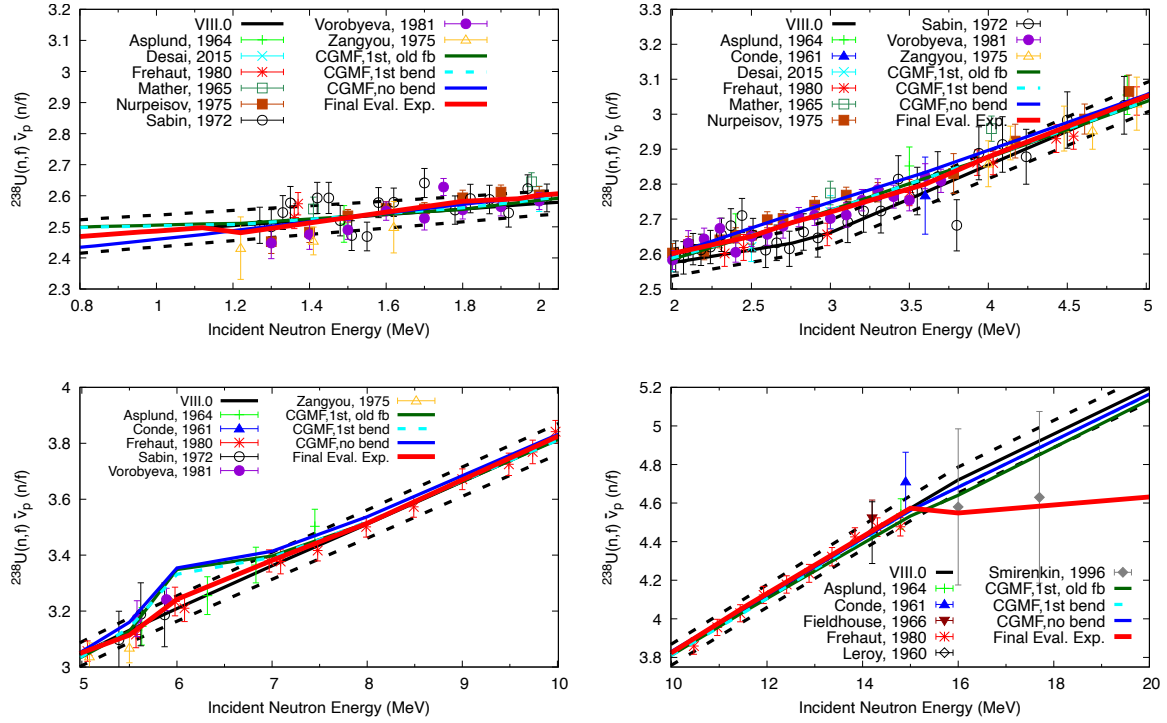 3.2
3.1
3
2.9
2.8
2.7
2.6
2.5
2.4
2.3
0.8
1
1.2
1.4
1.6
1.8
2
²³⁸U(n,f) ν̄ₚ (n/f)
Incident Neutron Energy (MeV)
VIII.0
Asplund, 1964
Desai, 2015
Frehaut, 1980
Mather, 1965
Nurpeisov, 1975
Sabin, 1972
Vorobyeva, 1981
Zangyou, 1975
CGMF,1st, old fb
CGMF,1st bend
CGMF,no bend
Final Eval. Exp.
3.2
3.1
3
2.9
2.8
2.7
2.6
2.5
2
2.5
3
3.5
4
4.5
5
²³⁸U(n,f) ν̄ₚ (n/f)
Incident Neutron Energy (MeV)
VIII.0
Asplund, 1964
Conde, 1961
Desai, 2015
Frehaut, 1980
Mather, 1965
Nurpeisov, 1975
Sabin, 1972
Vorobyeva, 1981
Zangyou, 1975
CGMF,1st, old fb
CGMF,1st bend
CGMF,no bend
Final Eval. Exp.
4
3.8
3.6
3.4
3.2
3
5
6
7
8
9
10
²³⁸U(n,f) ν̄ₚ (n/f)
Incident Neutron Energy (MeV)
VIII.0
Asplund, 1964
Conde, 1961
Frehaut, 1980
Sabin, 1972
Vorobyeva, 1981
Zangyou, 1975
CGMF,1st, old fb
CGMF,1st bend
CGMF,no bend
Final Eval. Exp.
5.2
5
4.8
4.6
4.4
4.2
4
3.8
10
12
14
16
18
20
²³⁸U(n,f) ν̄ₚ (n/f)
Incident Neutron Energy (MeV)
VIII.0
Asplund, 1964
Conde, 1961
Fieldhouse, 1966
Frehaut, 1980
Leroy, 1960
Smirenkin, 1996
CGMF,1st, old fb
CGMF,1st bend
CGMF,no bend
Final Eval. Exp.